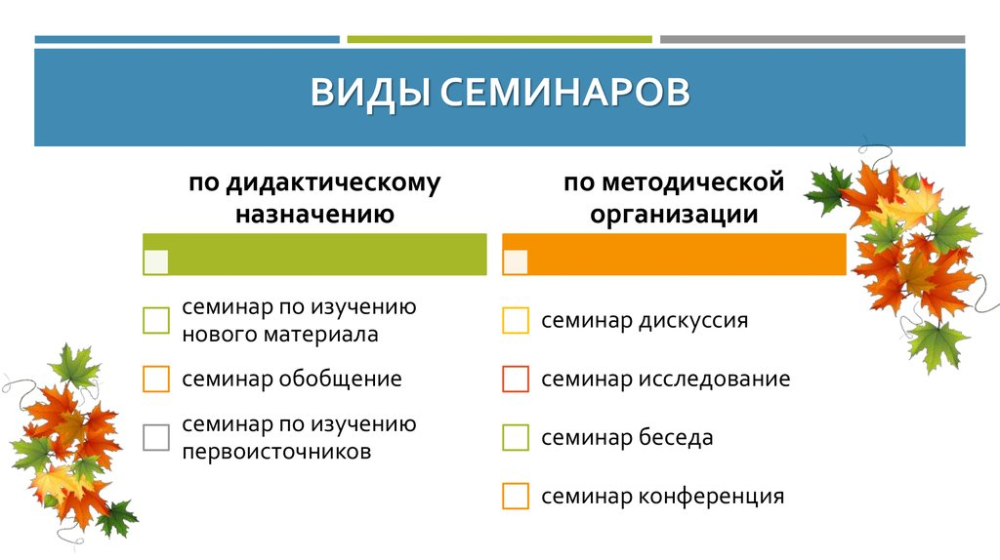 ВИДЫ СЕМИНАРОВ
по дидактическому
назначению
семинар по изучению
нового материала
семинар обобщение
семинар по изучению
первоисточников
по методической
организации
семинар дискуссия
семинар исследование
семинар беседа
семинар конференция